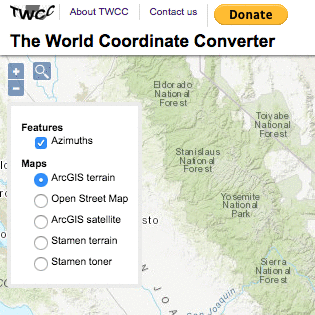 TWCC
About TWCC
Contact us
Donate
The World Coordinate Converter
+
−
Features
Azimuths
Maps
ArcGIS terrain
Open Street Map
ArcGIS satellite
Stamen terrain
Stamen toner
Eldorado
National
Forest
Toiyabe
National
Forest
Stanislaus
National
Forest
Yosemite
National
Park
sto
Sierra
National
Forest
N JOA
Joaquin